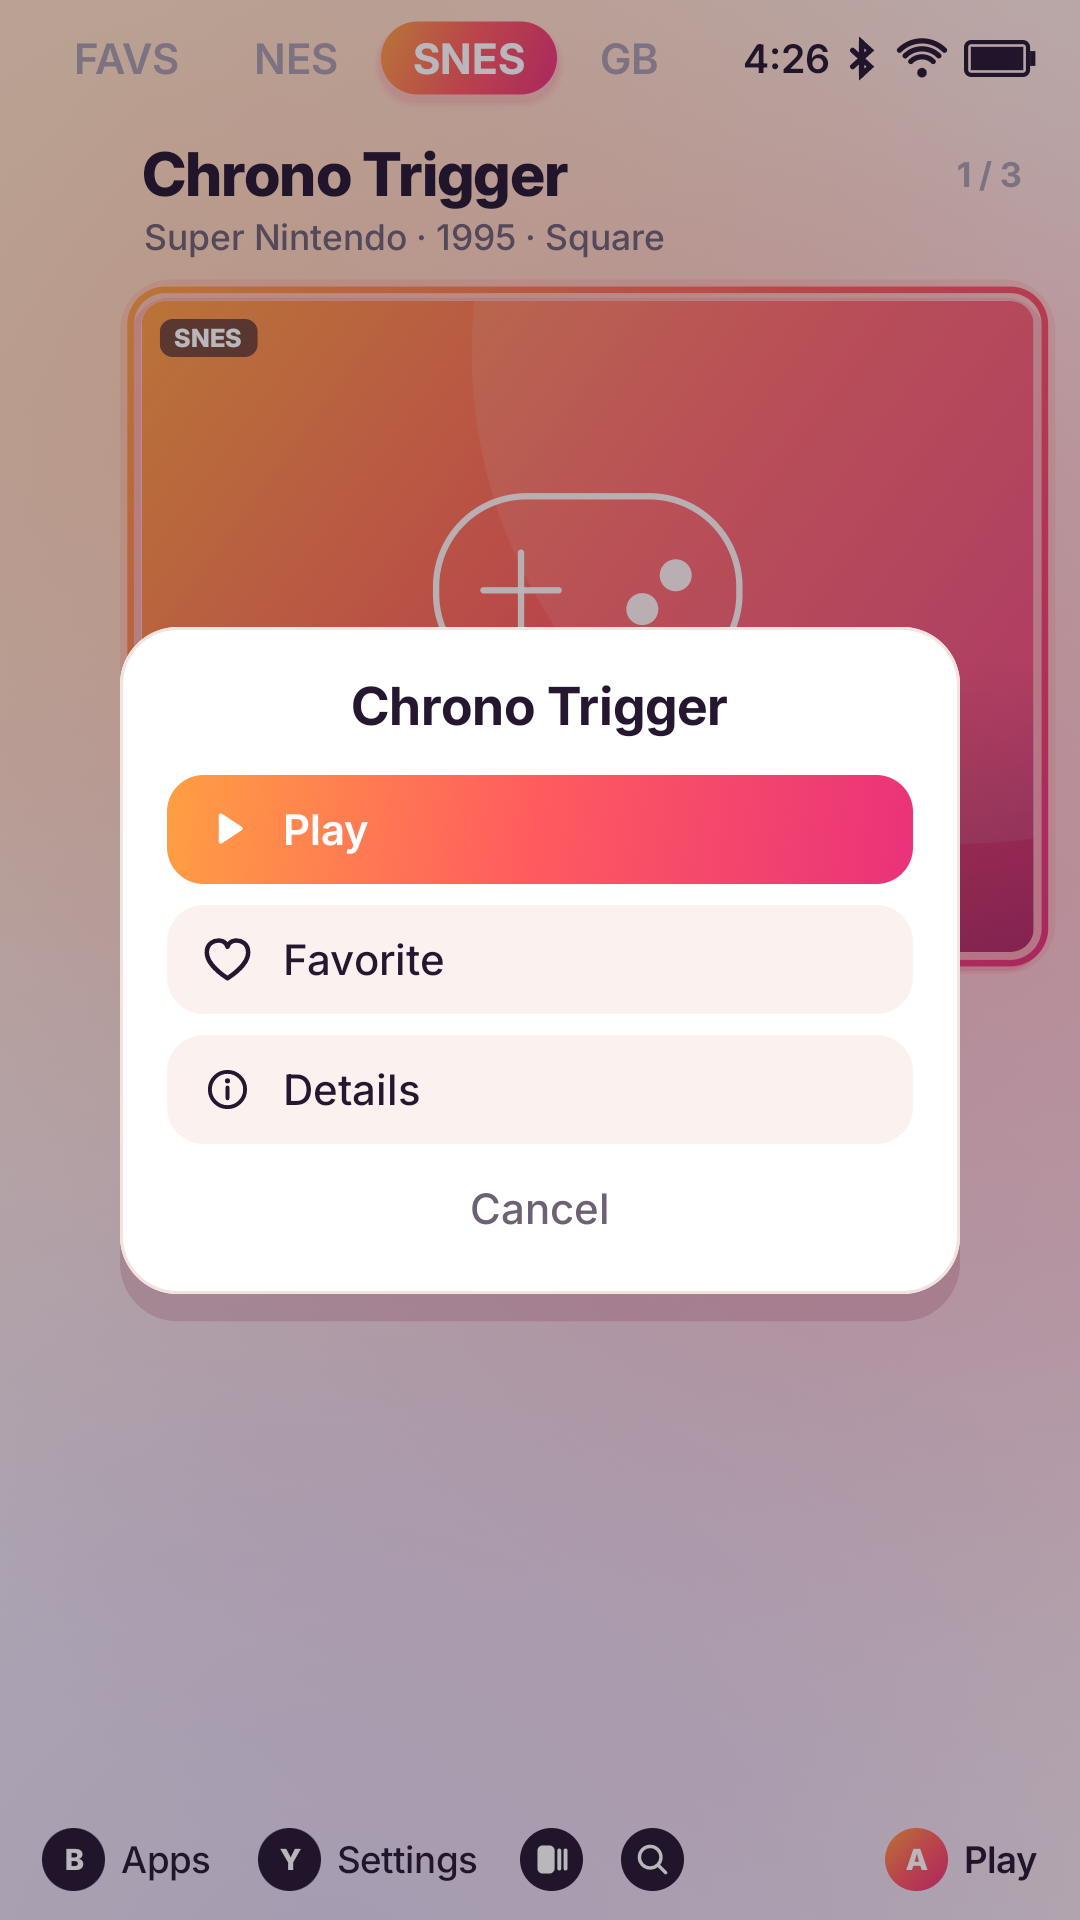 FAVS NES SNES GB 4:26
Chrono Trigger 1 / 3
Super Nintendo · 1995 · Square
SNES
Chrono Trigger
Play
Favorite
Details
Cancel
B Apps Y Settings A Play